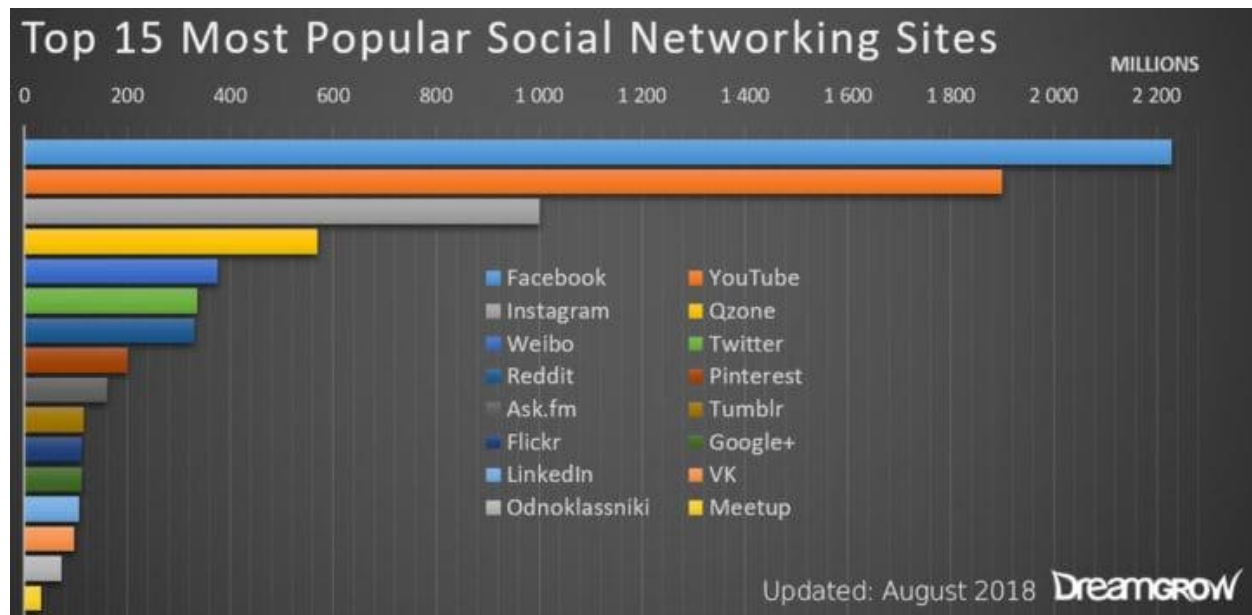 Top 15 Most Popular Social Networking Sites
MILLIONS
0 200 400 600 800 1 000 1 200 1 400 1 600 1 800 2 000 2 200
Facebook YouTube
Instagram Qzone
Weibo Twitter
Reddit Pinterest
Ask.fm Tumblr
Flickr Google+
LinkedIn VK
Odnoklassniki Meetup
Updated: August 2018 DreamGROW